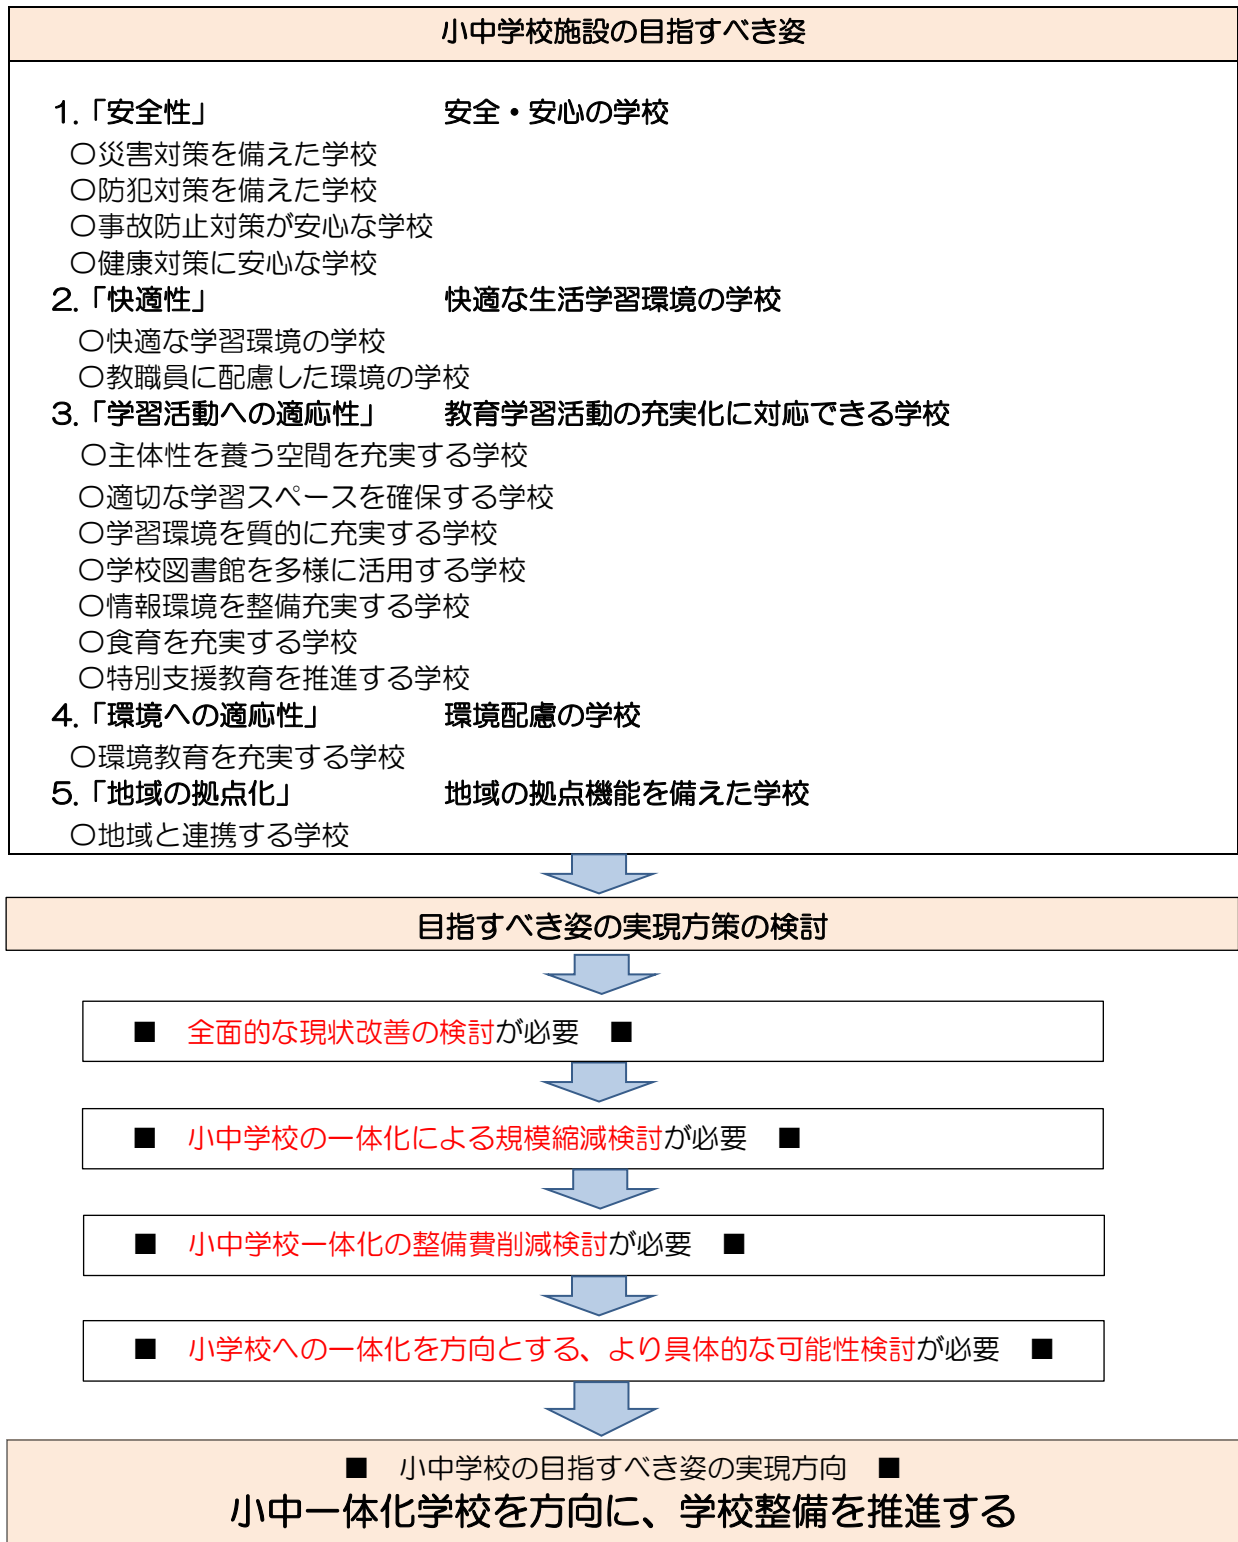 小中学校施設の目指すべき姿
1.「安全性」 安全・安心の学校
○災害対策を備えた学校
○防犯対策を備えた学校
○事故防止対策が安心な学校
○健康対策に安心な学校
2.「快適性」 快適な生活学習環境の学校
○快適な学習環境の学校
○教職員に配慮した環境の学校
3.「学習活動への適応性」 教育学習活動の充実化に対応できる学校
○主体性を養う空間を充実する学校
○適切な学習スペースを確保する学校
○学習環境を質的に充実する学校
○学校図書館を多様に活用する学校
○情報環境を整備充実する学校
○食育を充実する学校
○特別支援教育を推進する学校
4.「環境への適応性」 環境配慮の学校
○環境教育を充実する学校
5.「地域の拠点化」 地域の拠点機能を備えた学校
○地域と連携する学校
目指すべき姿の実現方策の検討
■ 全面的な現状改善の検討が必要 ■
■ 小中学校の一体化による規模縮減検討が必要 ■
■ 小中学校一体化の整備費削減検討が必要 ■
■ 小学校への一体化を方向とする、より具体的な可能性検討が必要 ■
■ 小中学校の目指すべき姿の実現方向 ■
小中一体化学校を方向に、学校整備を推進する